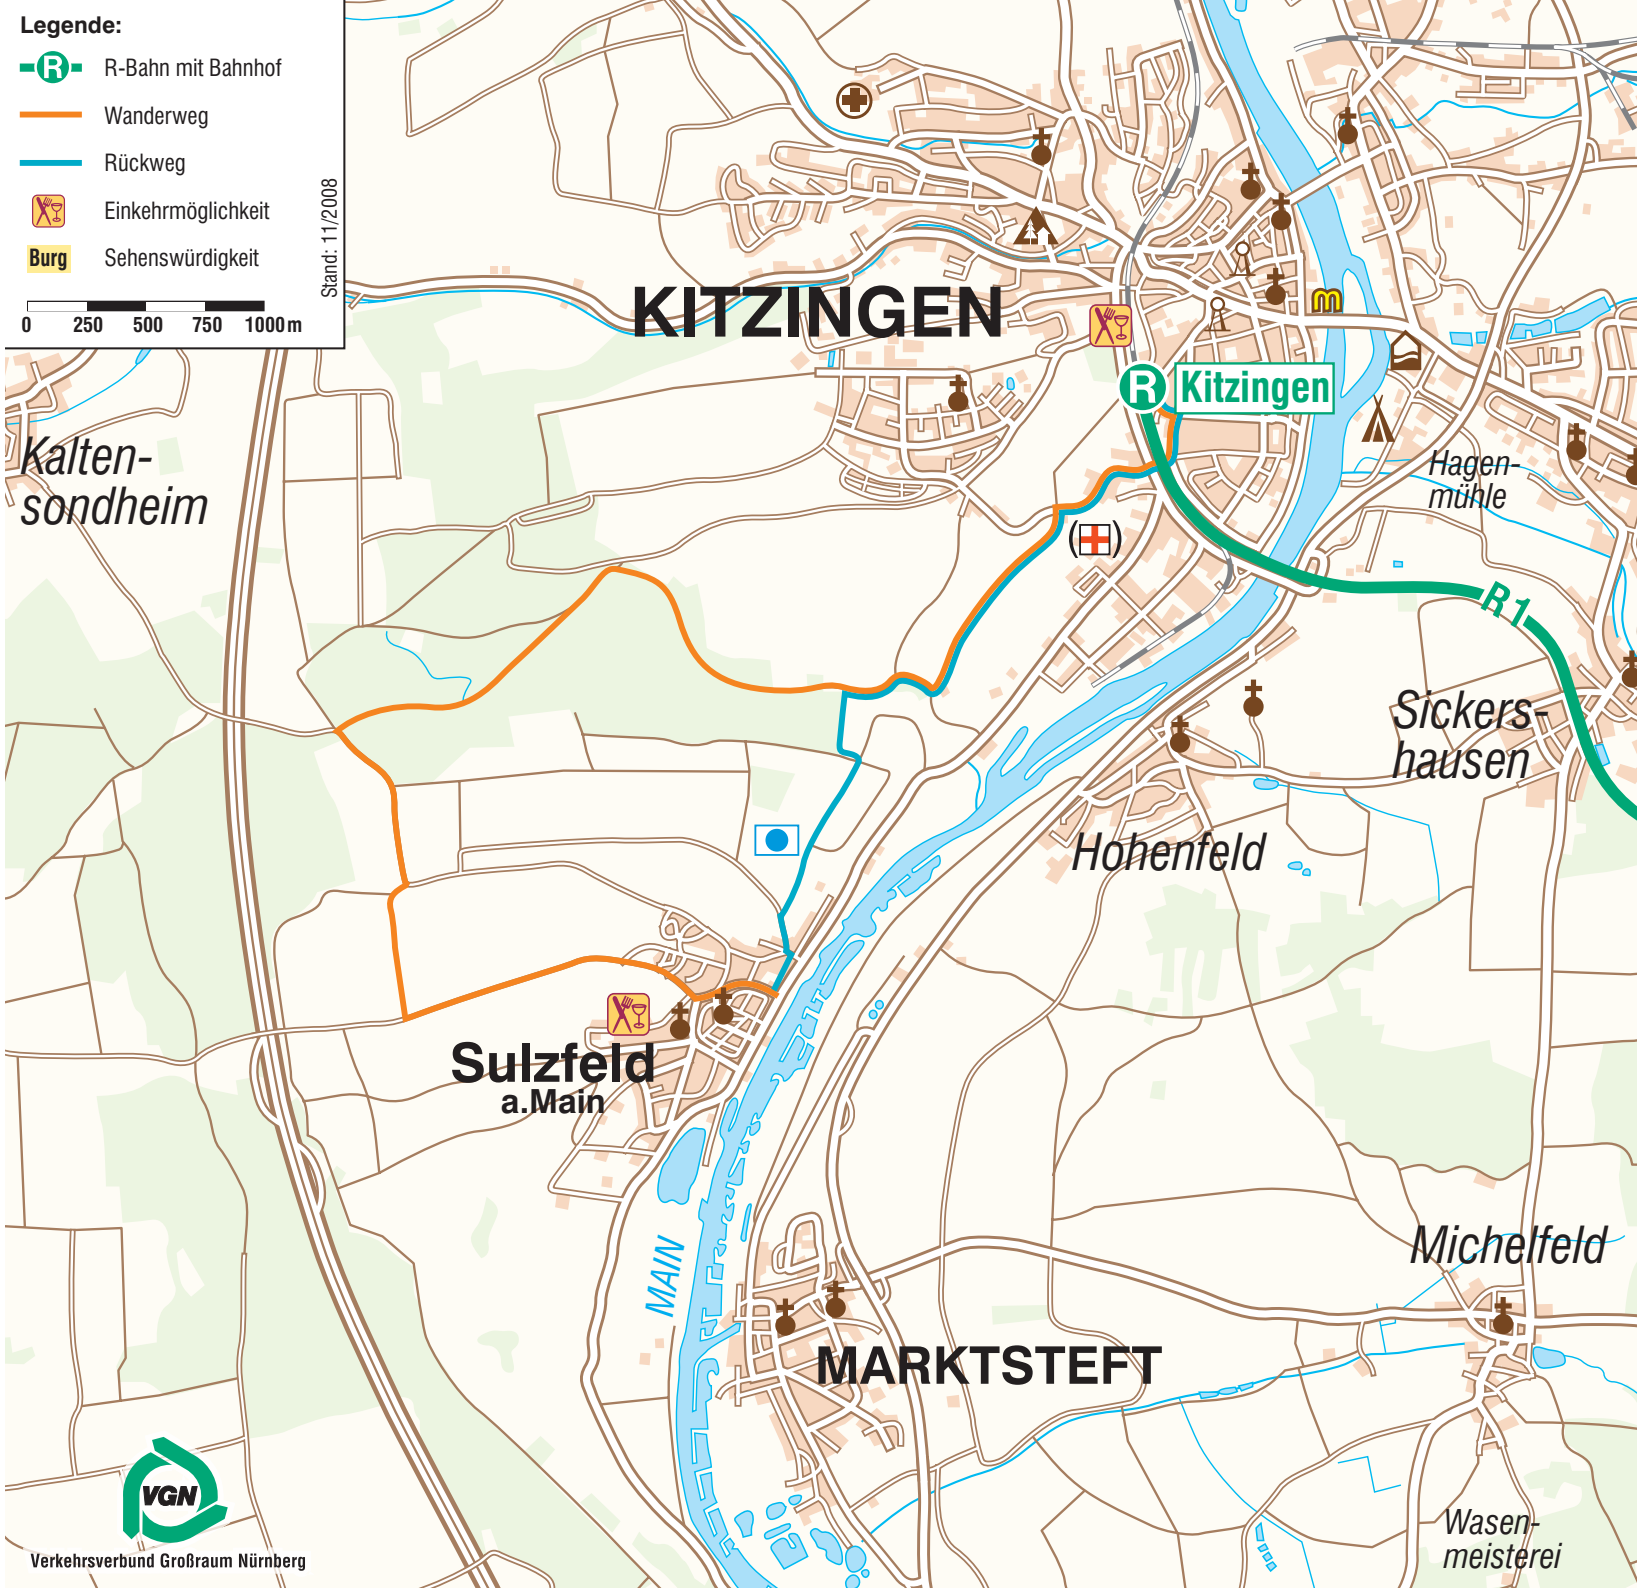 Legende:
R
R-Bahn mit Bahnhof
Wanderweg
Rückweg
Einkehrmöglichkeit
Burg
Sehenswürdigkeit
0 250 500 750 1000 m
Stand: 11/2008
KITZINGEN
R
Kitzingen
m
Kalten-
sondheim
Hagen-
mühle
R 1
Sickers-
hausen
Hohenfeld
Sulzfeld
a.Main
MAIN
Michelfeld
MARKTSTEFT
VGN
Verkehrsverbund Großraum Nürnberg
Wasen-
meisterei